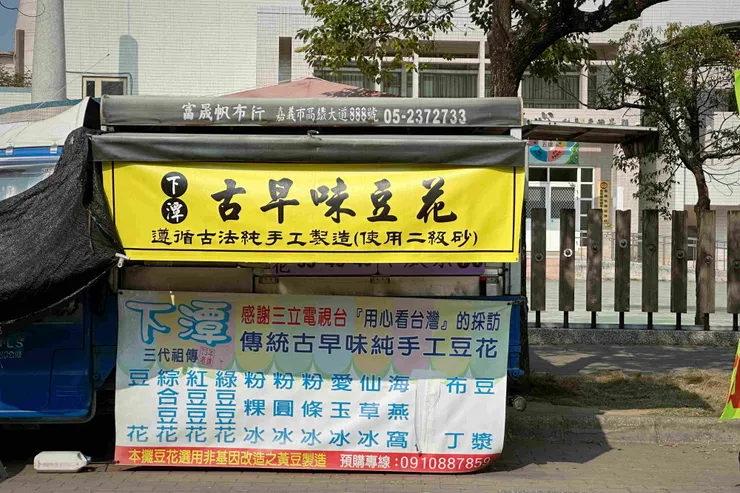 富晟帆布行 嘉義市高鐵大道888號 05-2372733
下潭 古早味豆花
遵循古法純手工製造(使用二級砂)
下潭 感謝三立電視台『用心看台灣』的採訪
三代祖傳 傳統古早味純手工豆花
豆花
綜合豆花
紅豆豆花
綠豆豆花
粉粿冰
粉圓冰
粉條冰
愛玉冰
仙草冰
海燕窩
布丁
豆漿
本攤豆花選用非基因改造之黃豆製造 預購專線:0910887859